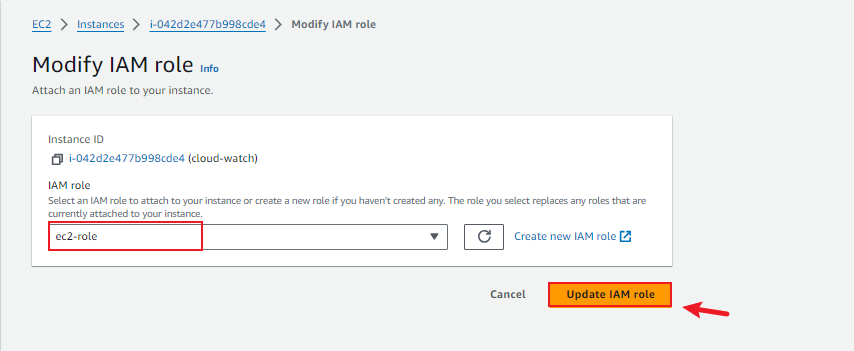 EC2 > Instances > i-042d2e477b998cde4 > Modify IAM role
Modify IAM role Info
Attach an IAM role to your instance.
Instance ID
i-042d2e477b998cde4 (cloud-watch)
IAM role
Select an IAM role to attach to your instance or create a new role if you haven't created any. The role you select replaces any roles that are
currently attached to your instance.
ec2-role
Create new IAM role
Cancel
Update IAM role